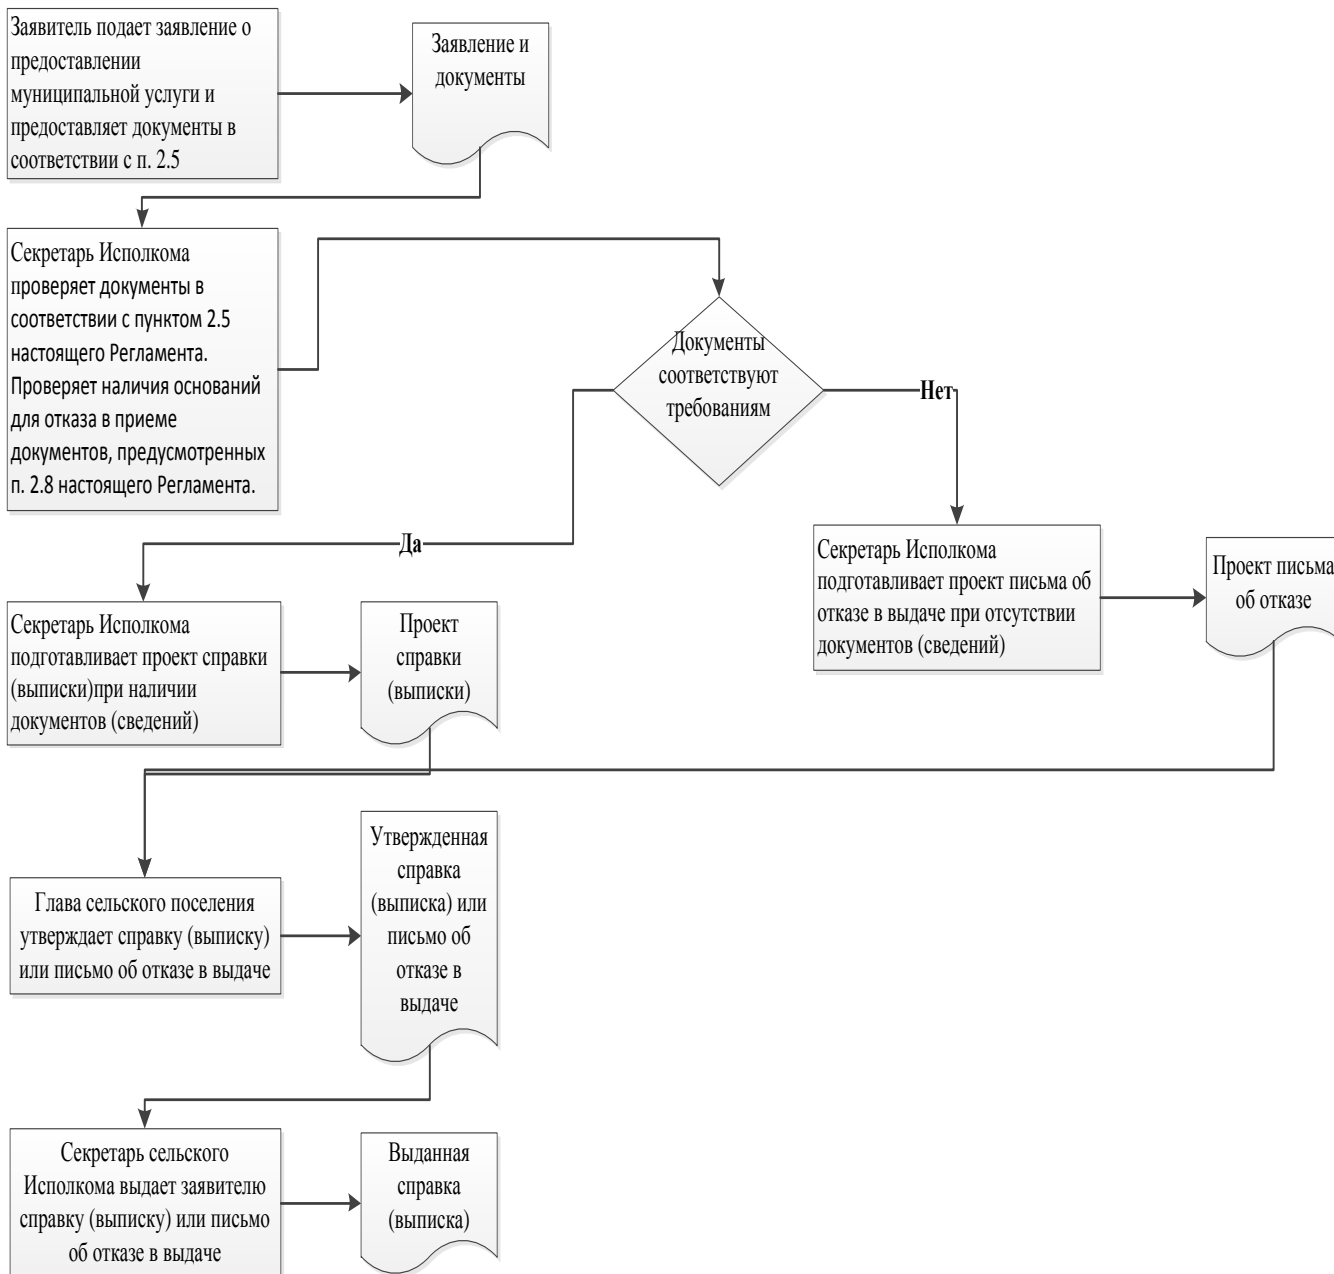 Заявитель подает заявление о
предоставлении
муниципальной услуги и
предоставляет документы в
соответствии с п. 2.5
Заявление и
документы
Секретарь Исполкома
проверяет документы в
соответствии с пунктом 2.5
настоящего Регламента.
Проверяет наличия оснований
для отказа в приеме
документов, предусмотренных
п. 2.8 настоящего Регламента.
Документы
соответствуют
требованиям
Нет
Да
Секретарь Исполкома
подготавливает проект письма об
отказе в выдаче при отсутствии
документов (сведений)
Проект письма
об отказе
Секретарь Исполкома
подготавливает проект справки
(выписки)при наличии
документов (сведений)
Проект
справки
(выписки)
Глава сельского поселения
утверждает справку (выписку)
или письмо об отказе в выдаче
Утвержденная
справка
(выписка) или
письмо об
отказе в
выдаче
Секретарь сельского
Исполкома выдает заявителю
справку (выписку) или письмо
об отказе в выдаче
Выданная
справка
(выписка)